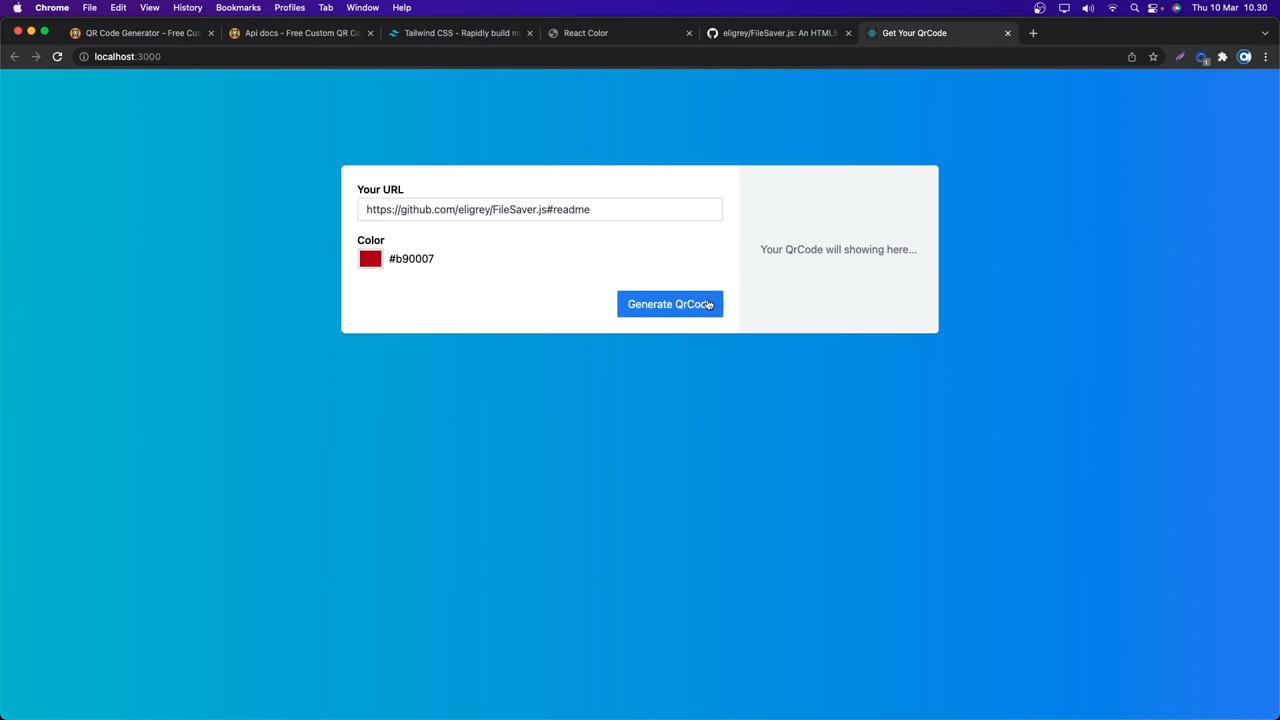 Chrome File Edit View History Bookmarks Profiles Tab Window Help Thu 10 Mar 10.30
QR Code Generator - Free Cus Api docs - Free Custom QR Co Tailwind CSS - Rapidly build m React Color eligrey/FileSaver.js: An HTML5 Get Your QrCode
localhost:3000 1
Your URL
https://github.com/eligrey/FileSaver.js#readme
Color
#b90007
Generate QrCode
Your QrCode will showing here...